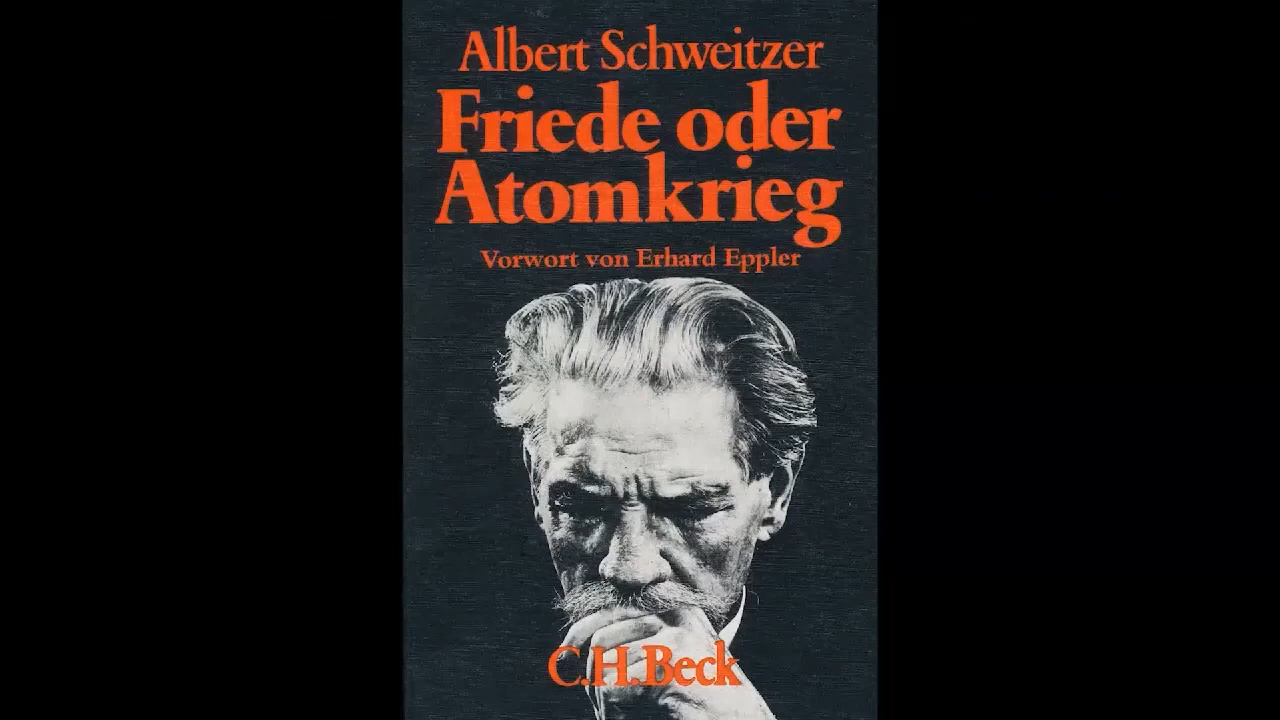 Albert Schweitzer
Friede oder
Atomkrieg
Vorwort von Erhard Eppler
C.H.Beck